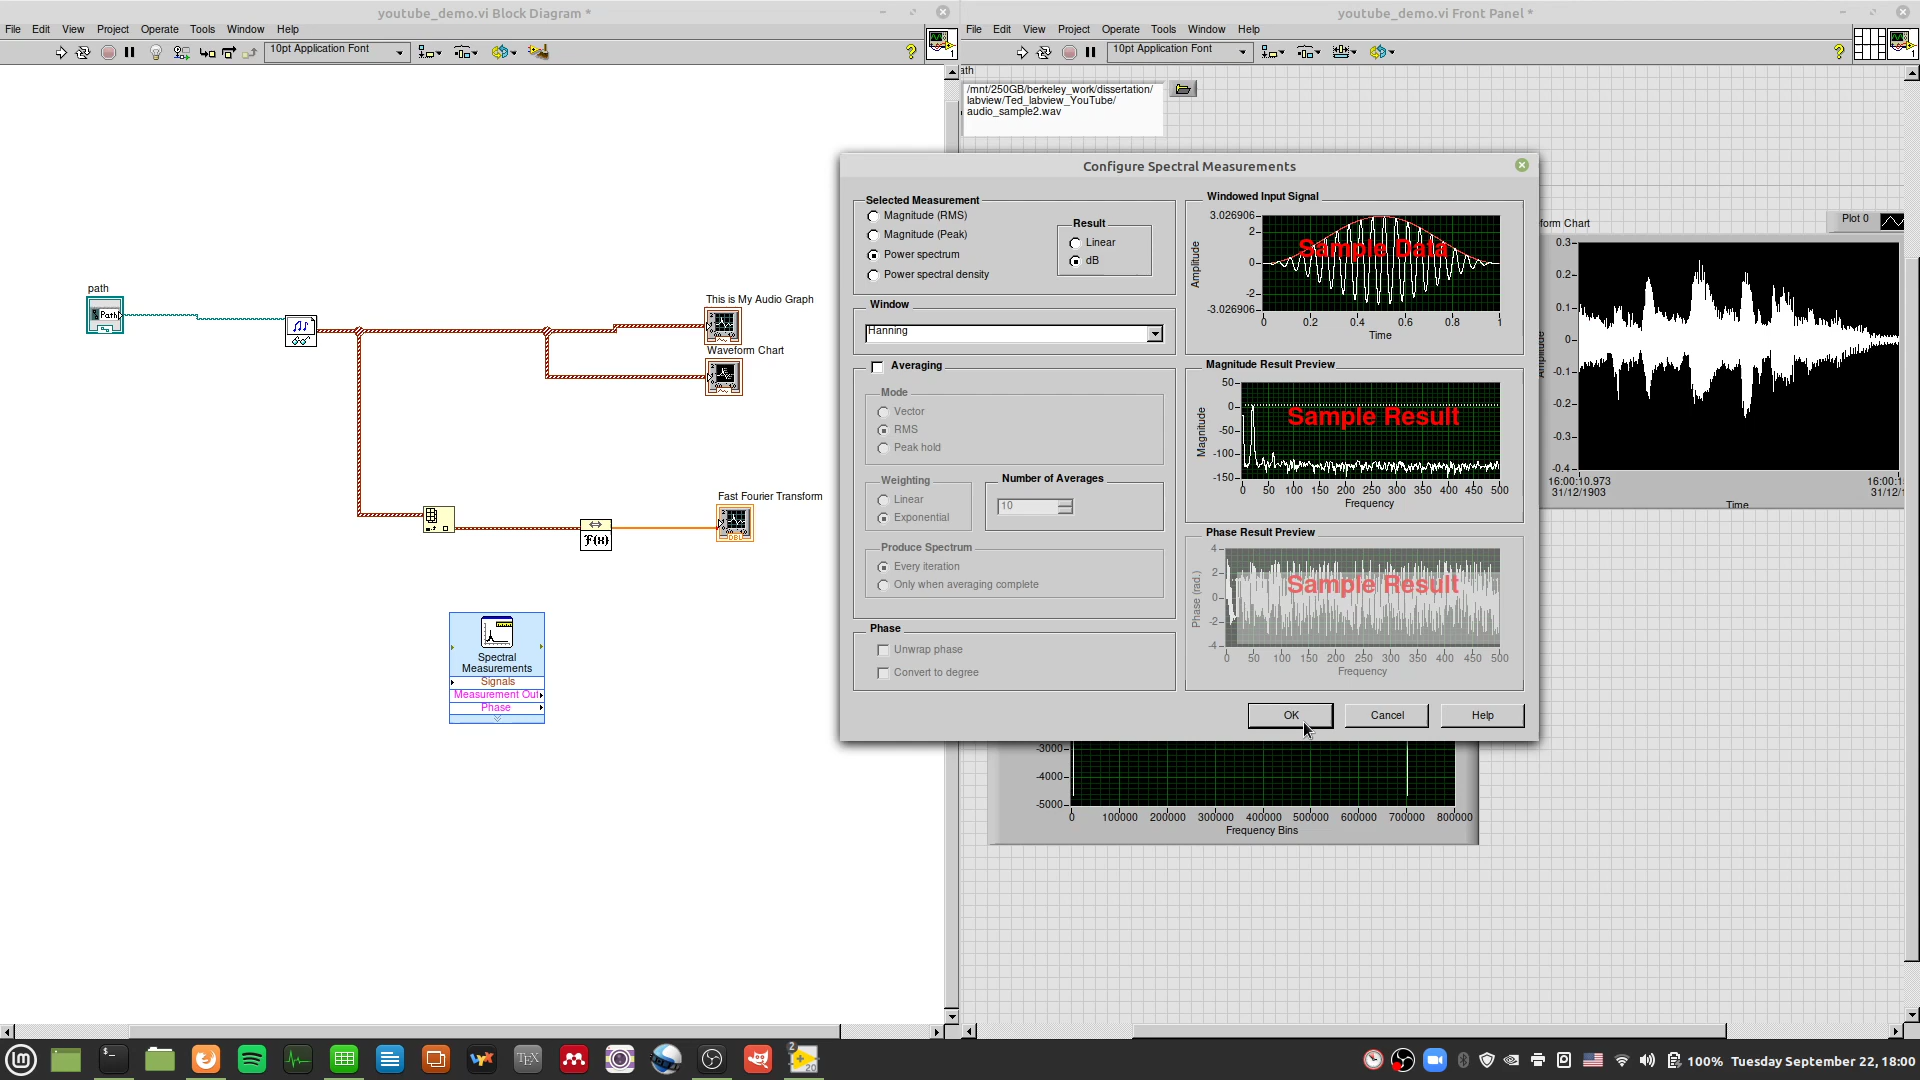 youtube_demo.vi Block Diagram *
File Edit View Project Operate Tools Window Help
10pt Application Font
path
Path
This is My Audio Graph
Waveform Chart
Fast Fourier Transform
DBL
F(x)
Spectral
Measurements
Signals
Measurement Out
Phase
youtube_demo.vi Front Panel *
File Edit View Project Operate Tools Window Help
10pt Application Font
ath
/mnt/250GB/berkeley_work/dissertation/
labview/Ted_labview_YouTube/
audio_sample2.wav
Configure Spectral Measurements
Selected Measurement
Magnitude (RMS)
Magnitude (Peak)
Power spectrum
Power spectral density
Result
Linear
dB
Window
Hanning
Averaging
Mode
Vector
RMS
Peak hold
Weighting
Linear
Exponential
Number of Averages
10
Produce Spectrum
Every iteration
Only when averaging complete
Phase
Unwrap phase
Convert to degree
Windowed Input Signal
Sample Data
Amplitude
3.026906
2
0
-2
-3.026906
0 0.2 0.4 0.6 0.8 1
Time
Magnitude Result Preview
Sample Result
Magnitude
50
0
-50
-100
-150
0 50 100 150 200 250 300 350 400 450 500
Frequency
Phase Result Preview
Sample Result
Phase (rad.)
4
2
0
-2
-4
0 50 100 150 200 250 300 350 400 450 500
Frequency
OK Cancel Help
form Chart
Plot 0
0.3
0.2
0.1
0
-0.1
-0.2
-0.3
-0.4
16:00:10.973
31/12/1903
16:00:1
31/12/1
Time
-3000
-4000
-5000
0 100000 200000 300000 400000 500000 600000 700000 800000
Frequency Bins
100% Tuesday September 22, 18:00